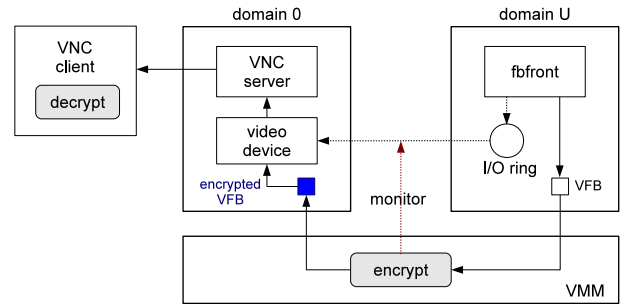 domain 0
domain U
VNC
client
decrypt
VNC
server
fbfront
video
device
I/O ring
encrypted
VFB
monitor
VFB
encrypt
VMM